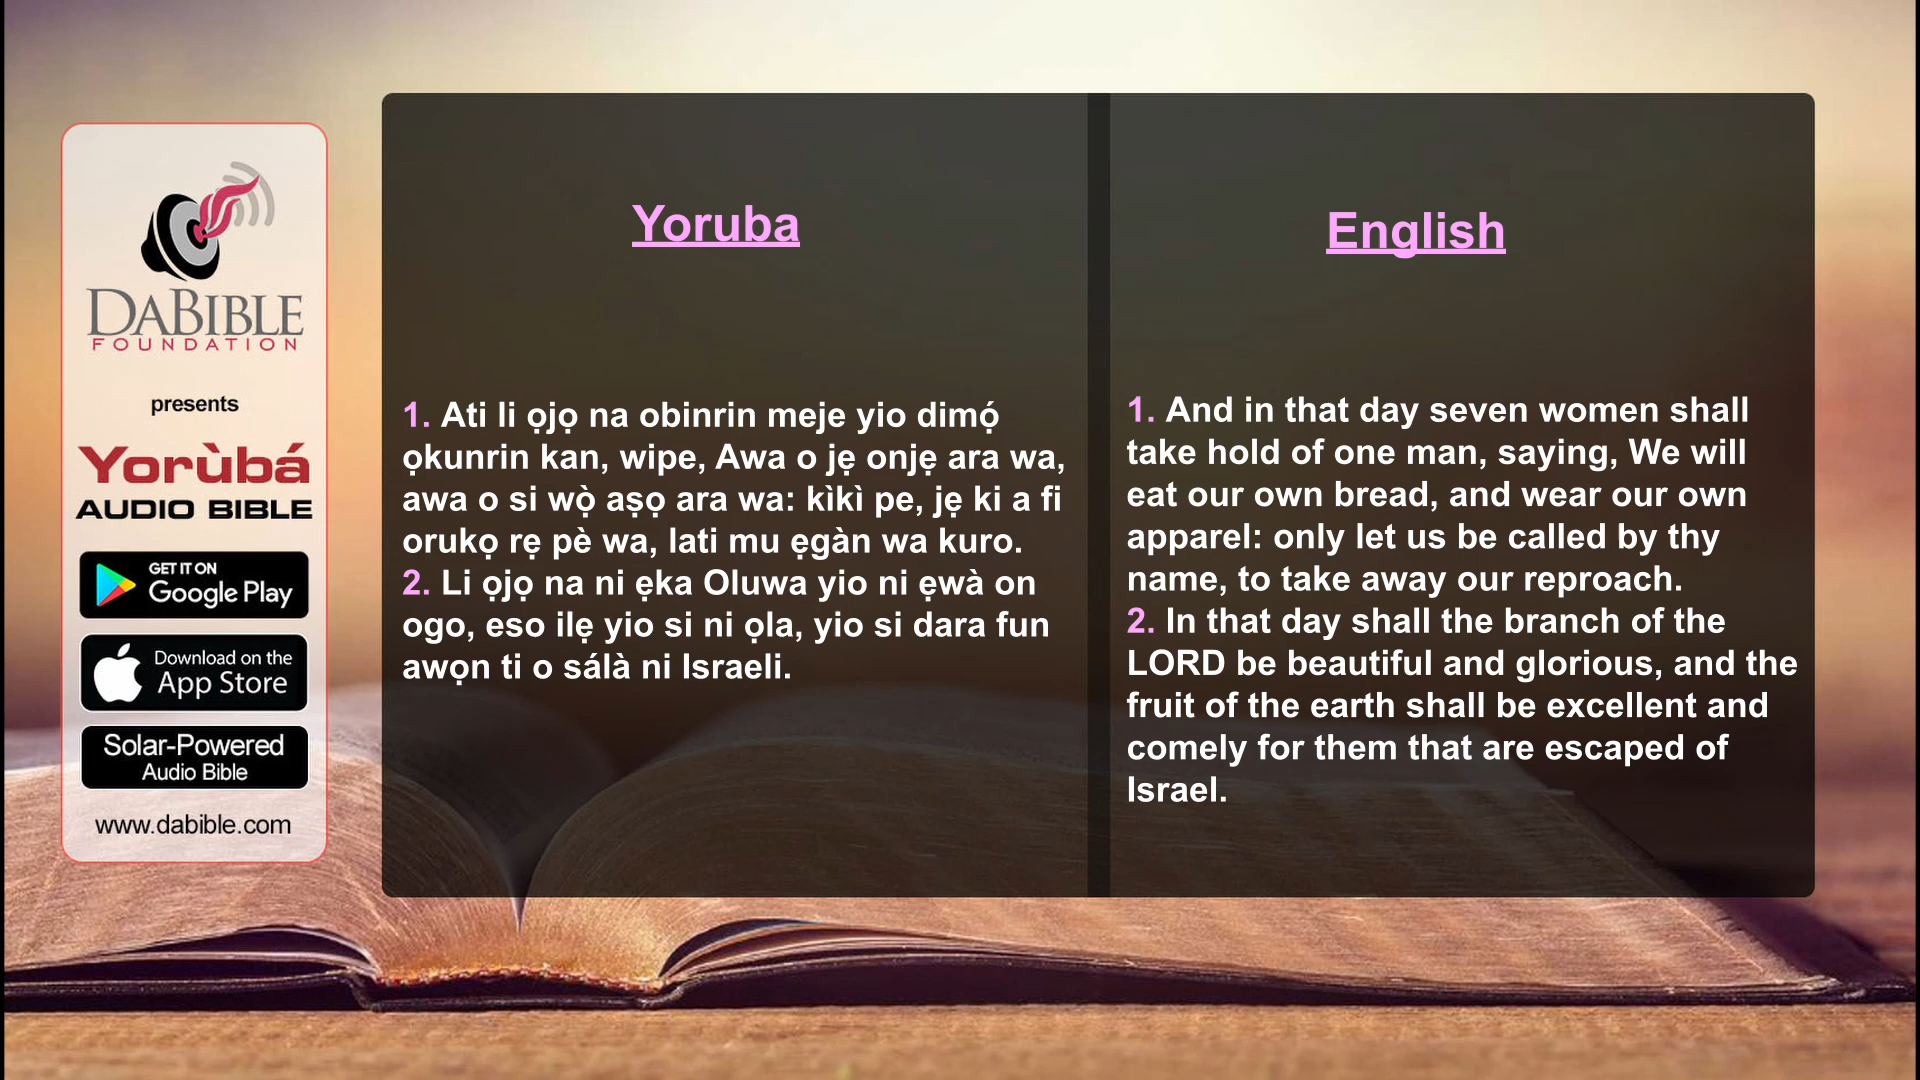 DABIBLE
FOUNDATION
presents
Yorùbá
AUDIO BIBLE
GET IT ON
Google Play
Download on the
App Store
Solar-Powered
Audio Bible
www.dabible.com
Yoruba
1. Ati li ọjọ na obinrin meje yio dimọ́
ọkunrin kan, wipe, Awa o jẹ onjẹ ara wa,
awa o si wọ̀ aṣọ ara wa: kìkì pe, jẹ ki a fi
orukọ rẹ pè wa, lati mu ẹgàn wa kuro.
2. Li ọjọ na ni ẹka Oluwa yio ni ẹwà on
ogo, eso ilẹ yio si ni ọla, yio si dara fun
awọn ti o sálà ni Israeli.
English
1. And in that day seven women shall
take hold of one man, saying, We will
eat our own bread, and wear our own
apparel: only let us be called by thy
name, to take away our reproach.
2. In that day shall the branch of the
LORD be beautiful and glorious, and the
fruit of the earth shall be excellent and
comely for them that are escaped of
Israel.